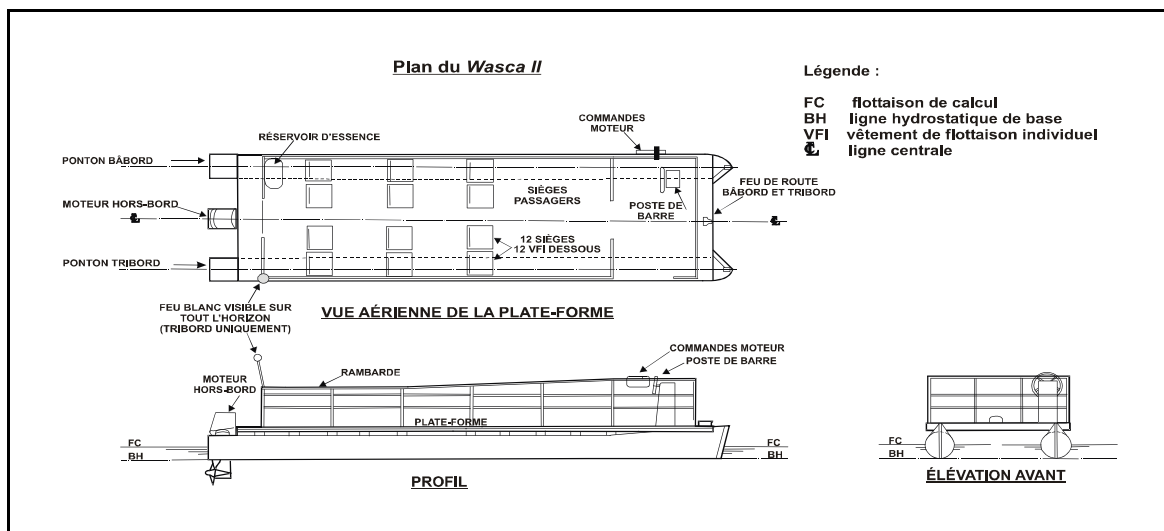 Plan du Wasca II
Légende :
FC flottaison de calcul
BH ligne hydrostatique de base
VFI vêtement de flottaison individuel
℄ ligne centrale
COMMANDES
MOTEUR
RÉSERVOIR D'ESSENCE
PONTON BÂBORD
SIÈGES
PASSAGERS
POSTE DE
BARRE
FEU DE ROUTE
BÂBORD ET TRIBORD
MOTEUR HORS-BORD
℄
℄
12 SIÈGES
12 VFI DESSOUS
PONTON TRIBORD
FEU BLANC VISIBLE SUR
TOUT L'HORIZON
(TRIBORD UNIQUEMENT)
VUE AÉRIENNE DE LA PLATE-FORME
COMMANDES MOTEUR
POSTE DE BARRE
MOTEUR
HORS-BORD
RAMBARDE
PLATE-FORME
FC
BH
FC
BH
FC
BH
PROFIL
ÉLÉVATION AVANT